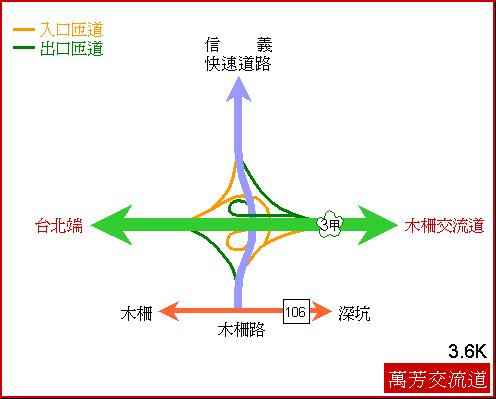 入口匝道
出口匝道
信 義
快速道路
台北端
3甲
木柵交流道
木柵
106
深坑
木柵路
3.6K
萬芳交流道